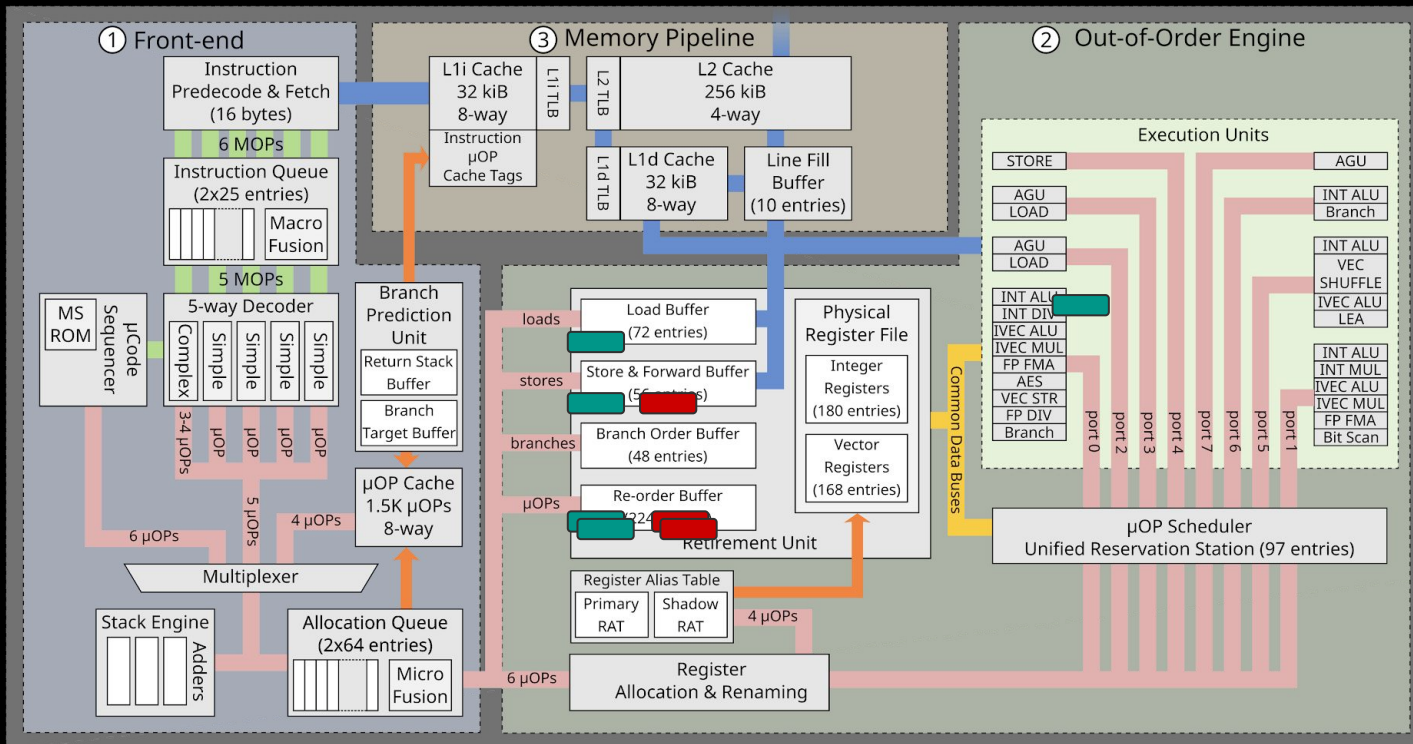 1 Front-end
Instruction
Predecode & Fetch
(16 bytes)
6 MOPs
Instruction Queue
(2x25 entries)
Macro
Fusion
5 MOPs
MS
ROM
µCode
Sequencer
5-way Decoder
Complex
Simple
Simple
Simple
Simple
3-4 µOPs
µOP
µOP
µOP
µOP
Branch
Prediction
Unit
Return Stack
Buffer
Branch
Target Buffer
µOP Cache
1.5K µOPs
8-way
6 µOPs
5 µOPs
4 µOPs
Multiplexer
Stack Engine
Adders
Allocation Queue
(2x64 entries)
Micro
Fusion
3 Memory Pipeline
L1i Cache
32 kiB
8-way
L1i TLB
Instruction
µOP
Cache Tags
L2 TLB
L2 Cache
256 kiB
4-way
L1d TLB
L1d Cache
32 kiB
8-way
Line Fill
Buffer
(10 entries)
2 Out-of-Order Engine
Execution Units
STORE
AGU
LOAD
AGU
LOAD
INT ALU
INT DIV
IVEC ALU
IVEC MUL
FP FMA
AES
VEC STR
FP DIV
Branch
AGU
INT ALU
Branch
INT ALU
VEC
SHUFFLE
IVEC ALU
LEA
INT ALU
INT MUL
IVEC ALU
IVEC MUL
FP FMA
Bit Scan
port 0
port 2
port 3
port 4
port 7
port 6
port 5
port 1
Common Data Buses
µOP Scheduler
Unified Reservation Station (97 entries)
loads
Load Buffer
(72 entries)
stores
Store & Forward Buffer
branches
Branch Order Buffer
(48 entries)
µOPs
Re-order Buffer
(224
Retirement Unit
Physical
Register File
Integer
Registers
(180 entries)
Vector
Registers
(168 entries)
Register Alias Table
Primary
RAT
Shadow
RAT
4 µOPs
6 µOPs
Register
Allocation & Renaming